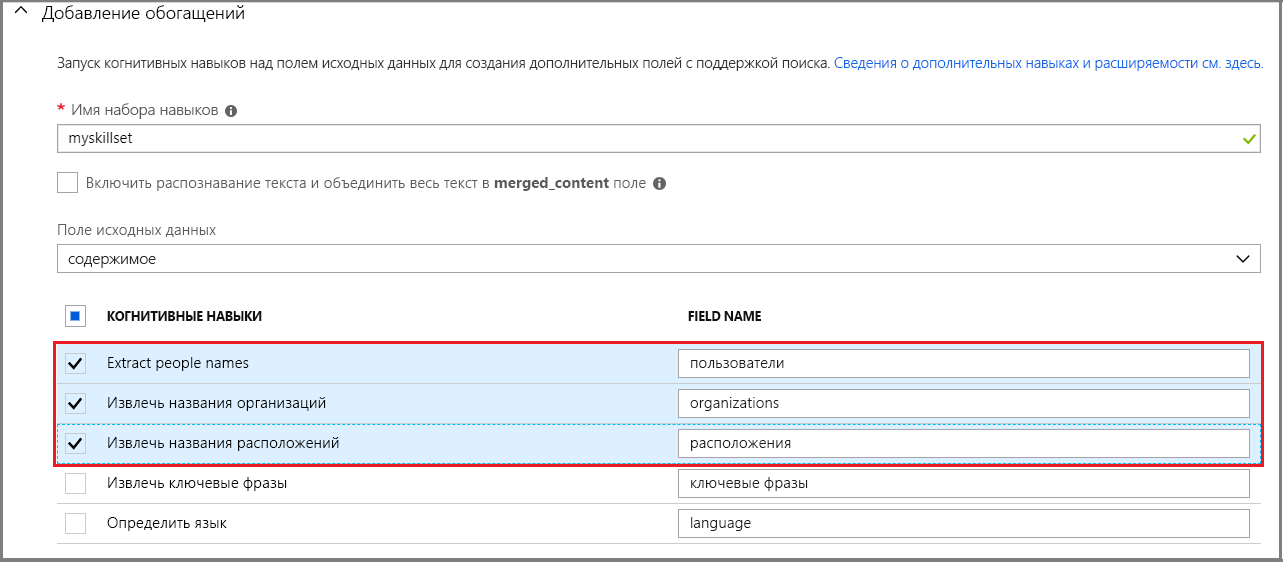 Добавление обогащений
Запуск когнитивных навыков над полем исходных данных для создания дополнительных полей с поддержкой поиска. Сведения о дополнительных навыках и расширяемости см. здесь.
* Имя набора навыков
myskillset
Включить распознавание текста и объединить весь текст в merged_content поле
Поле исходных данных
содержимое
КОГНИТИВНЫЕ НАВЫКИ FIELD NAME
Extract people names пользователи
Извлечь названия организаций organizations
Извлечь названия расположений расположения
Извлечь ключевые фразы ключевые фразы
Определить язык language